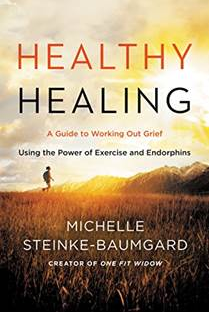 HEALTHY
HEALING
A Guide to Working Out Grief
Using the Power of Exercise and Endorphins
MICHELLE
STEINKE-BAUMGARD
CREATOR OF ONE FIT WIDOW